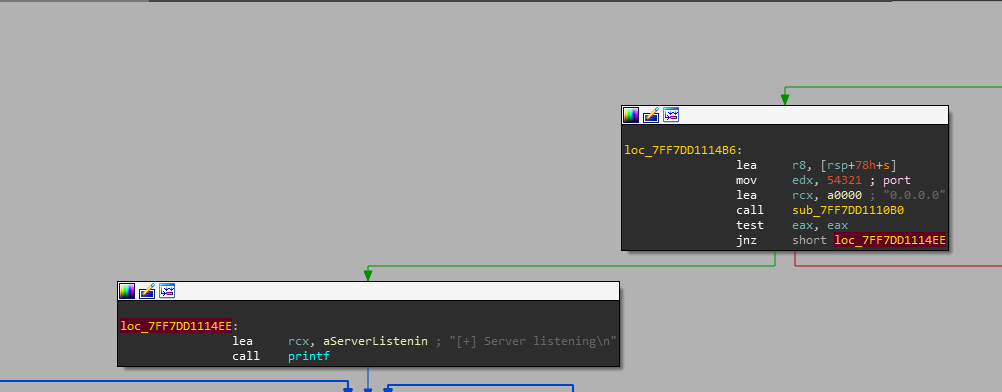 loc_7FF7DD1114B6:
lea r8, [rsp+78h+s]
mov edx, 54321 ; port
lea rcx, a0000 ; "0.0.0.0"
call sub_7FF7DD1110B0
test eax, eax
jnz short loc_7FF7DD1114EE
loc_7FF7DD1114EE:
lea rcx, aServerListenin ; "[+] Server listening\n"
call printf